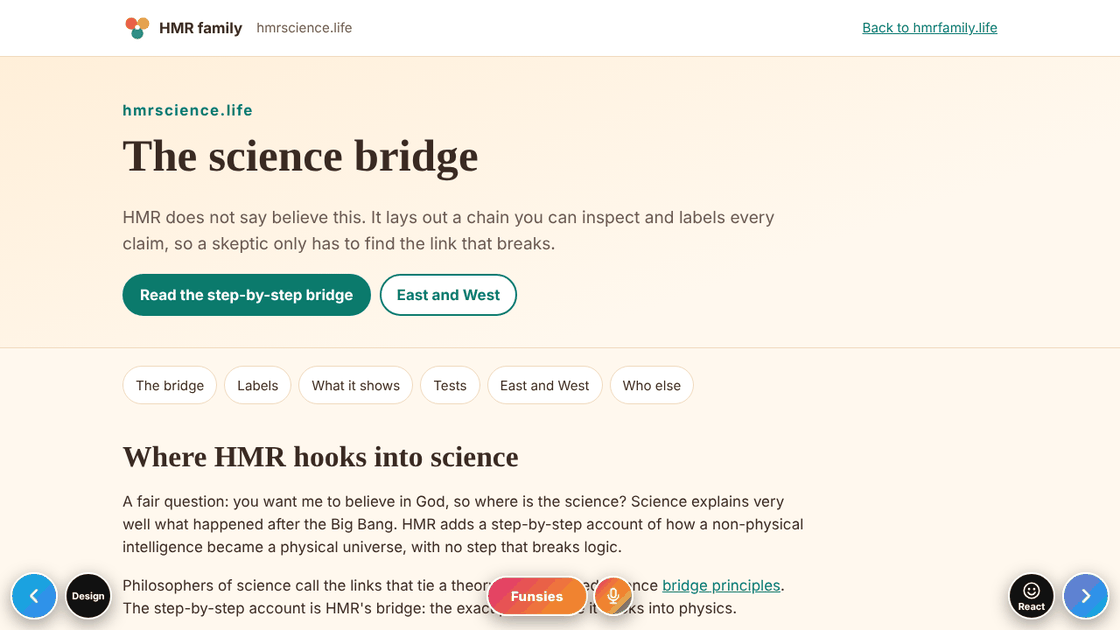 HMR family hmrscience.life Back to hmrfamily.life
hmrscience.life
The science bridge
HMR does not say believe this. It lays out a chain you can inspect and labels every
claim, so a skeptic only has to find the link that breaks.
Read the step-by-step bridge East and West
The bridge Labels What it shows Tests East and West Who else
Where HMR hooks into science
A fair question: you want me to believe in God, so where is the science? Science explains very
well what happened after the Big Bang. HMR adds a step-by-step account of how a non-physical
intelligence became a physical universe, with no step that breaks logic.
Philosophers of science call the links that tie a bridge principles.
The step-by-step account is HMR's bridge: the into physics.
Design Funsies React